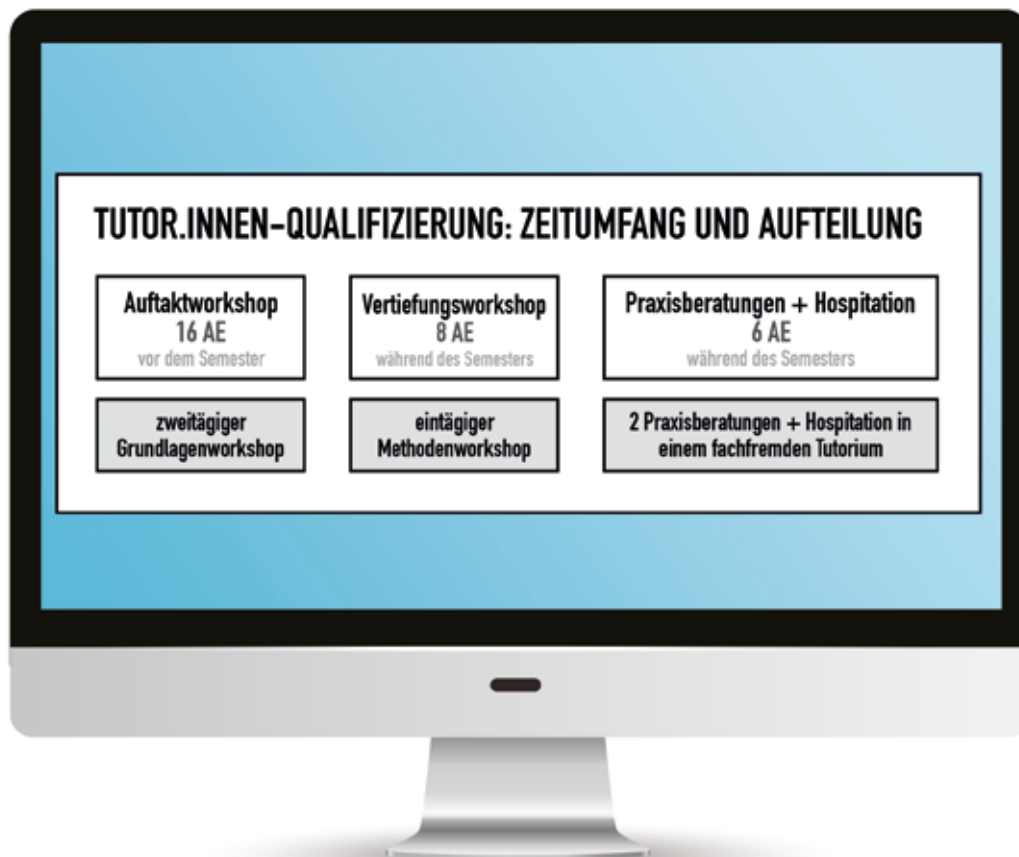 TUTOR.INNEN-QUALIFIZIERUNG: ZEITUMFANG UND AUFTEILUNG
Auftaktworkshop
16 AE
vor dem Semester
zweitägiger
Grundlagenworkshop
Vertiefungsworkshop
8 AE
während des Semesters
eintägiger
Methodenworkshop
Praxisberatungen + Hospitation
6 AE
während des Semesters
2 Praxisberatungen + Hospitation in
einem fachfremden Tutorium